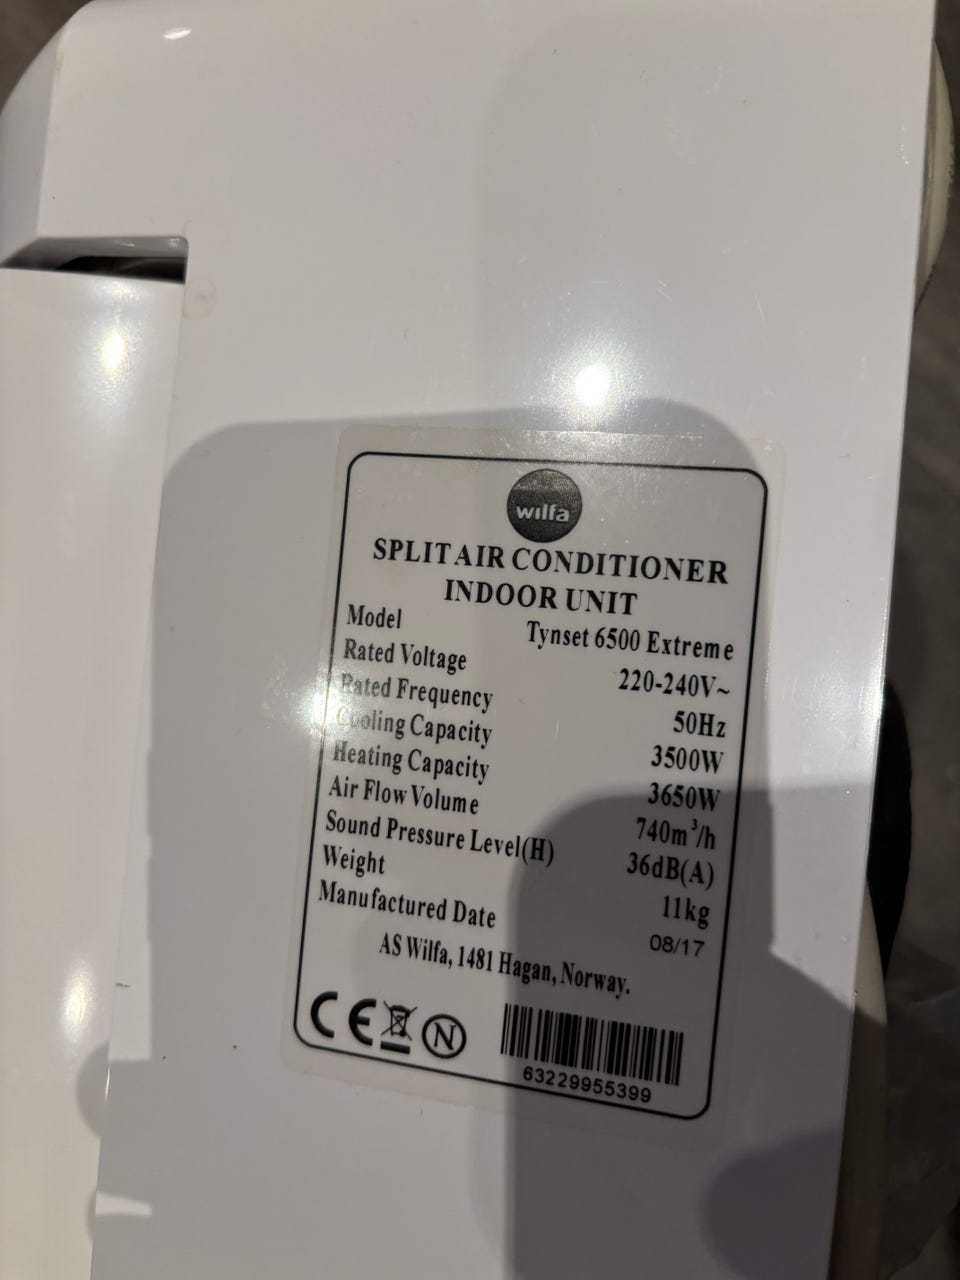 wilfa
SPLIT AIR CONDITIONER
INDOOR UNIT
Model Tynset 6500 Extreme
Rated Voltage 220-240V~
Rated Frequency 50Hz
Cooling Capacity 3500W
Heating Capacity 3650W
Air Flow Volume 740m³/h
Sound Pressure Level(H) 36dB(A)
Weight 11kg
Manufactured Date 08/17
AS Wilfa, 1481 Hagan, Norway.
CE N
63229955399